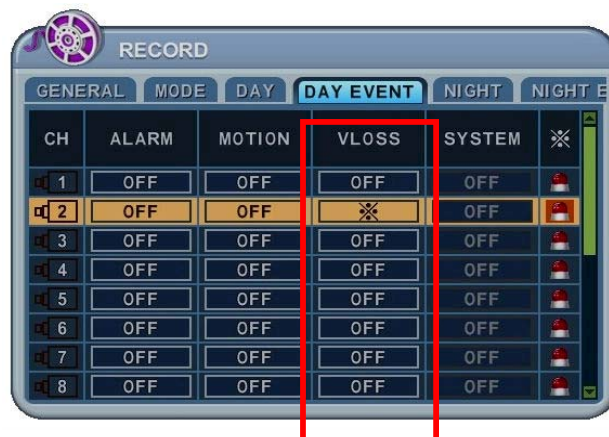 RECORD
GENERAL MODE DAY DAY EVENT NIGHT NIGHT E
CH ALARM MOTION VLOSS SYSTEM ※
1 OFF OFF OFF OFF
2 OFF OFF ※ OFF
3 OFF OFF OFF OFF
4 OFF OFF OFF OFF
5 OFF OFF OFF OFF
6 OFF OFF OFF OFF
7 OFF OFF OFF OFF
8 OFF OFF OFF OFF